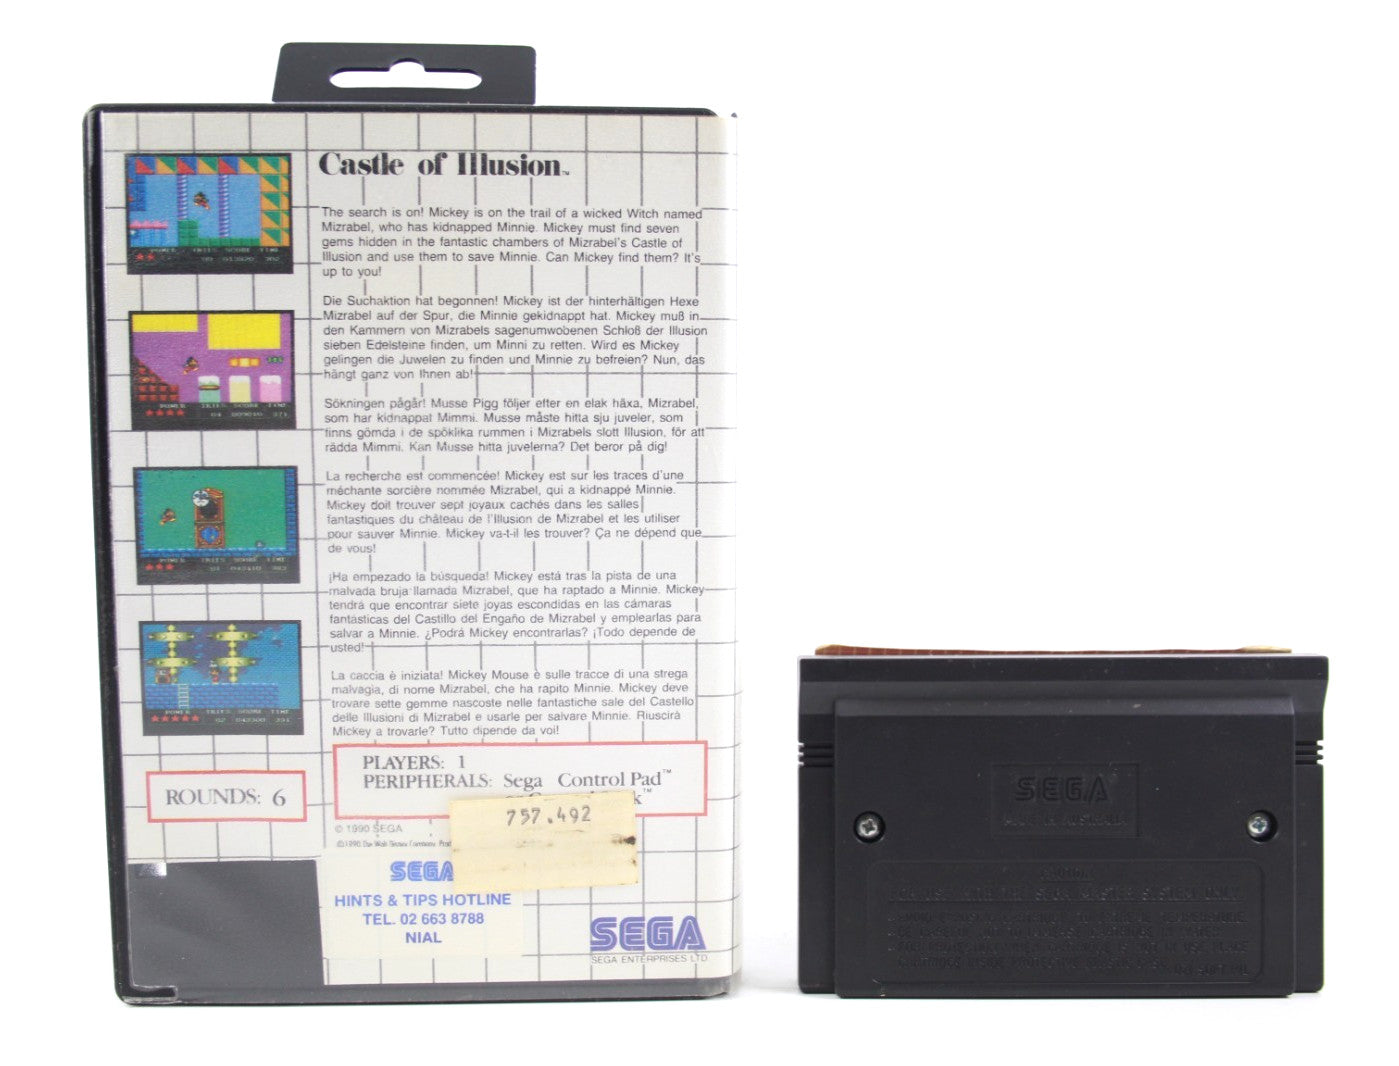 Castle of Illusion™
The search is on! Mickey is on the trail of a wicked Witch named
Mizrabel, who has kidnapped Minnie. Mickey must find seven
gems hidden in the fantastic chambers of Mizrabel's Castle of
Illusion and use them to save Minnie. Can Mickey find them? It's
up to you!
Die Suchaktion hat begonnen! Mickey ist der hinterhältigen Hexe
Mizrabel auf der Spur, die Minnie gekidnappt hat. Mickey muß in
den Kammern von Mizrabels sagenumwobenen Schloß der Illusion
sieben Edelsteine finden, um Minni zu retten. Wird es Mickey
gelingen die Juwelen zu finden und Minnie zu befreien? Nun, das
hängt ganz von Ihnen ab!
Sökningen pågår! Musse Pigg följer efter en elak häxa, Mizrabel,
som har kidnappat Mimmi. Musse måste hitta sju juveler, som
finns gömda i de spöklika rummen i Mizrabels slott Illusion, för att
rädda Mimmi. Kan Musse hitta juvelerna? Det beror på dig!
La recherche est commencée! Mickey est sur les traces d'une
méchante sorcière nommée Mizrabel, qui a kidnappé Minnie.
Mickey doit trouver sept joyaux cachés dans les salles
fantastiques du château de l'Illusion de Mizrabel et les utiliser
pour sauver Minnie. Mickey va-t-il les trouver? Ça ne dépend que
de vous!
¡Ha empezado la búsqueda! Mickey está tras la pista de una
malvada bruja llamada Mizrabel, que ha raptado a Minnie. Mickey
tendrá que encontrar siete joyas escondidas en las cámaras
fantásticas del Castillo del Engaño de Mizrabel y emplearlas para
salvar a Minnie. ¿Podrá Mickey encontrarlas? ¡Todo depende de
usted!
La caccia è iniziata! Mickey Mouse è sulle tracce di una strega
malvagia, di nome Mizrabel, che ha rapito Minnie. Mickey deve
trovare sette gemme nascoste nelle fantastiche sale del Castello
delle Illusioni di Mizrabel e usarle per salvare Minnie. Riuscirà
Mickey a trovarle? Tutto dipende da voi!
PLAYERS: 1
PERIPHERALS: Sega Control Pad™
ROUNDS: 6
757.492
© 1990 SEGA
©1990 The Walt Disney Company
SEGA
HINTS & TIPS HOTLINE
TEL. 02 663 8788
NIAL
SEGA
SEGA ENTERPRISES LTD.
SEGA
MADE IN AUSTRALIA
CAUTION